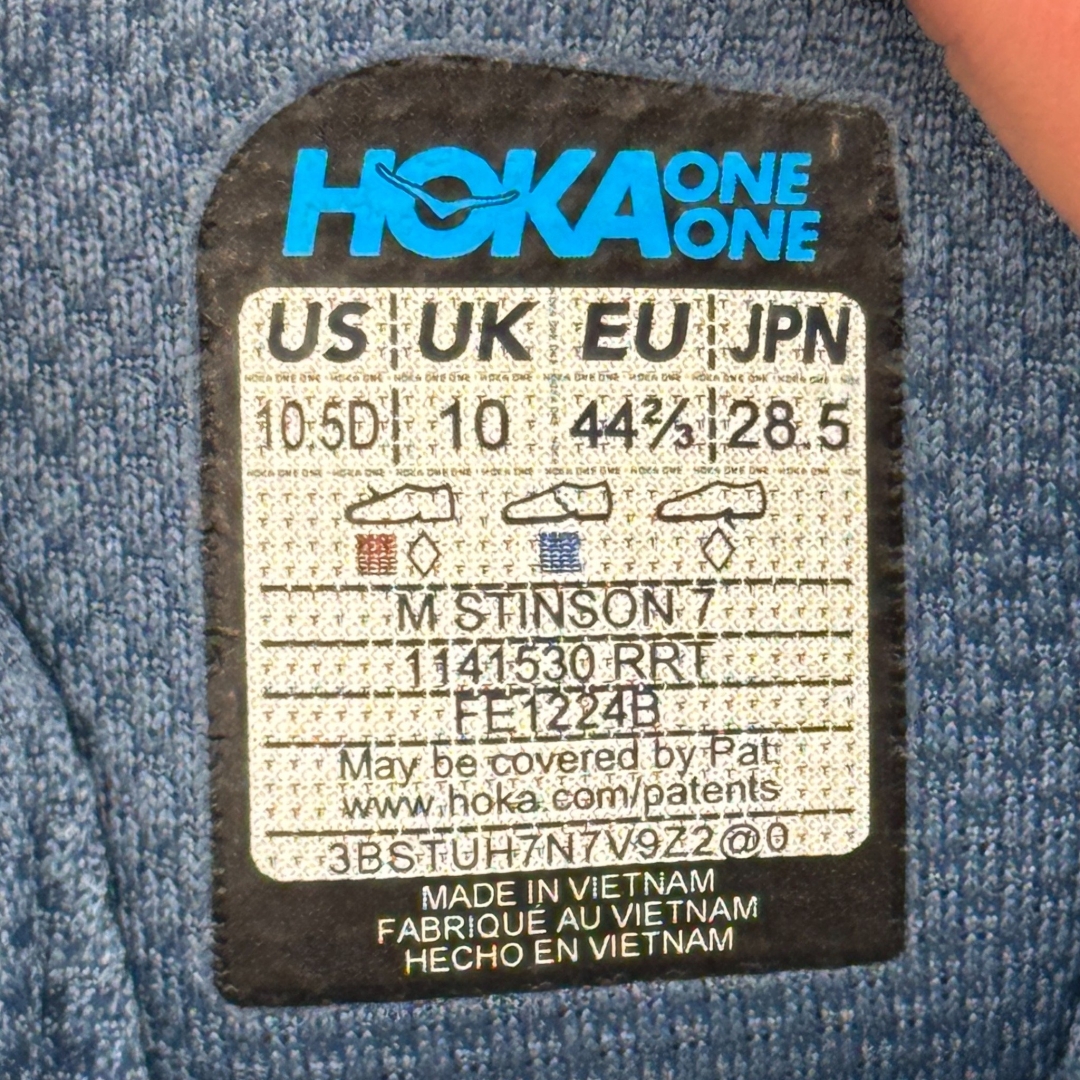 HOKA ONE ONE
US UK EU JPN
10.5D 10 44⅔ 28.5
M STINSON 7
1141530 RRT
FE1224B
May be covered by Pat:
www.hoka.com/patents
3BSTUH7N7V9Z2@0
MADE IN VIETNAM
FABRIQUÉ AU VIETNAM
HECHO EN VIETNAM